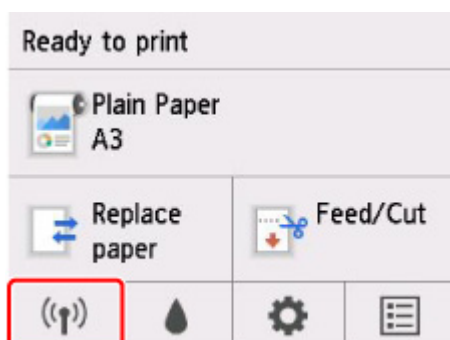 Ready to print
Plain Paper
A3
Replace
paper
Feed/Cut